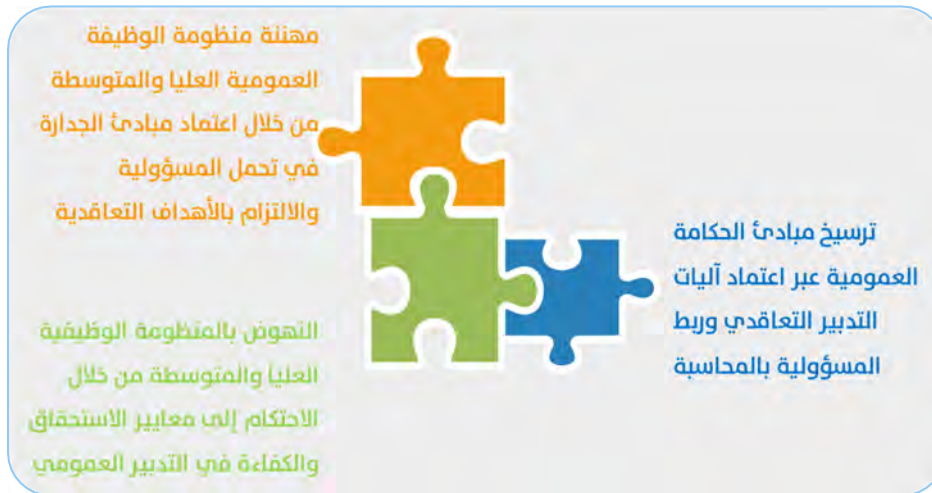 مهننة منظومة الوظيفة
العمومية العليا والمتوسطة
من خلال اعتماد مبادئ الجدارة
في تحمل المسؤولية
والالتزام بالأهداف التعاقدية
ترسيخ مبادئ الحكامة
العمومية عبر اعتماد آليات
التدبير التعاقدي وربط
المسؤولية بالمحاسبة
النهوض بالمنظومة الوظيفية
العليا والمتوسطة من خلال
الاحتكام إلى معايير الاستحقاق
والكفاءة في التدبير العمومي